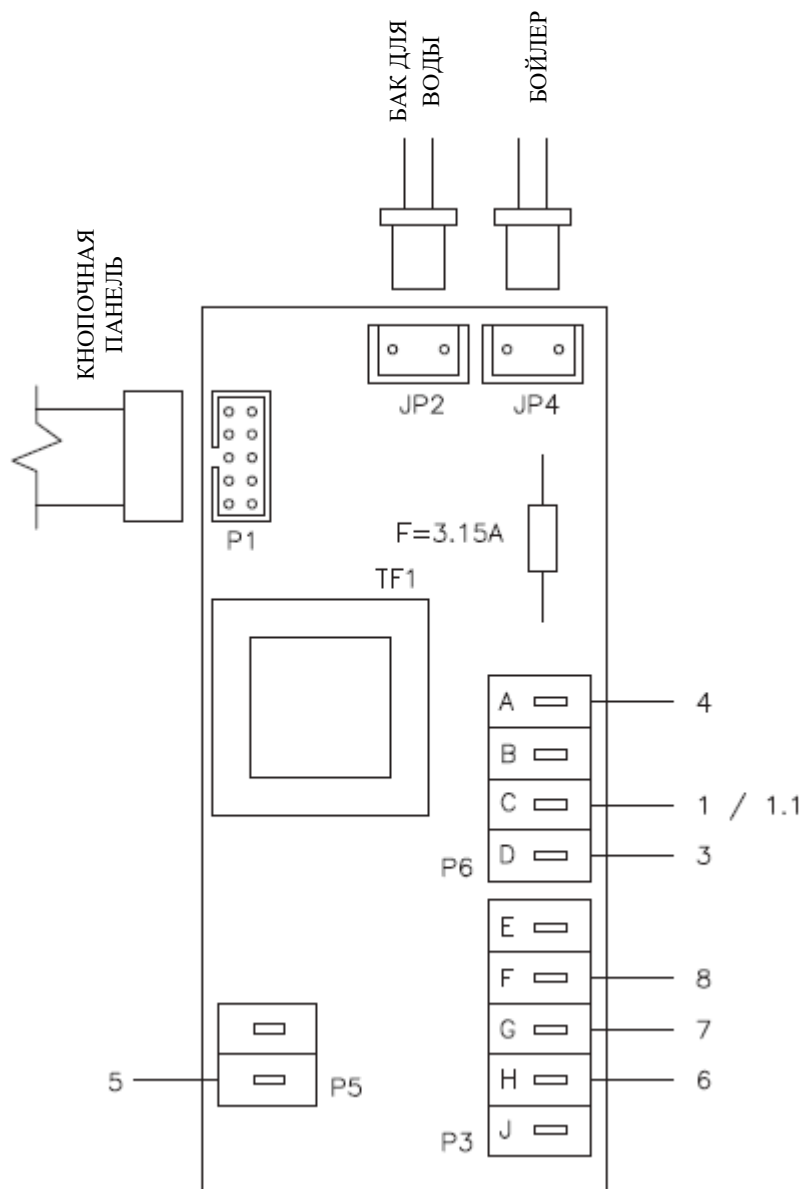 БАК ДЛЯ
ВОДЫ
БОЙЛЕР
КНОПОЧНАЯ
ПАНЕЛЬ
JP2
JP4
P1
F=3.15A
TF1
A
4
B
C
1 / 1.1
D
3
P6
E
F
8
G
7
H
6
J
P3
5
P5